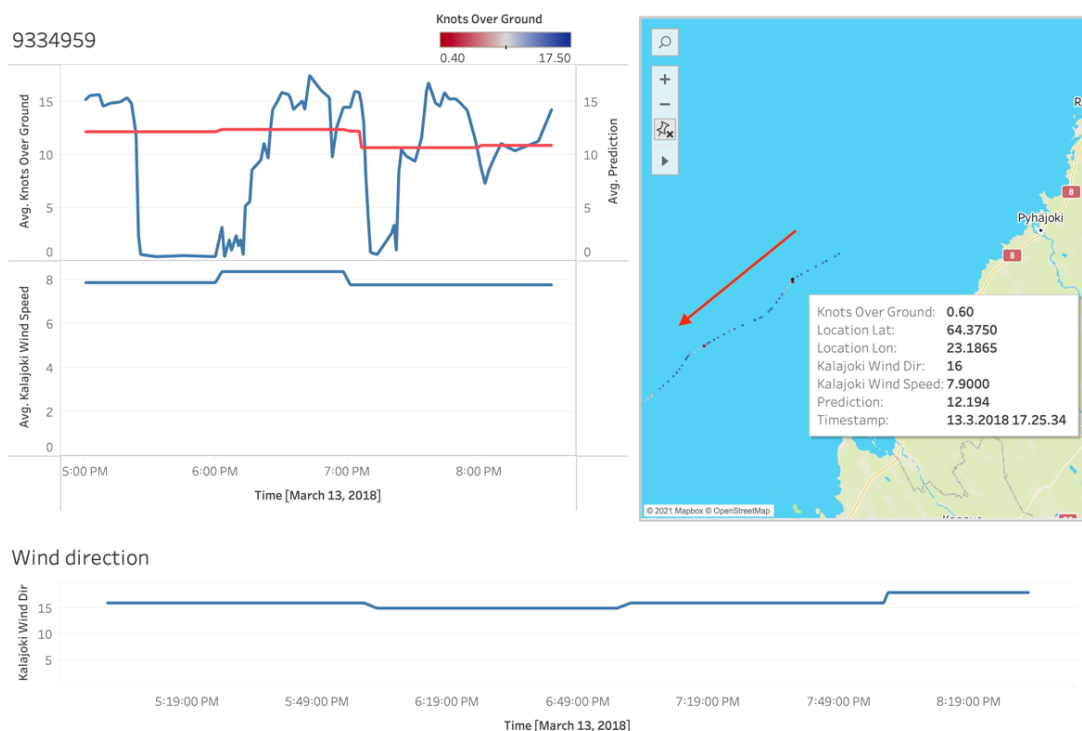 9334959
Knots Over Ground
0.40 17.50
Avg. Knots Over Ground
15
10
5
0
Avg. Prediction
15
10
5
0
Avg. Kalajoki Wind Speed
8
6
4
2
0
5:00 PM 6:00 PM 7:00 PM 8:00 PM
Time [March 13, 2018]
8
Pyhäjoki
8
Knots Over Ground: 0.60
Location Lat: 64.3750
Location Lon: 23.1865
Kalajoki Wind Dir: 16
Kalajoki Wind Speed: 7.9000
Prediction: 12.194
Timestamp: 13.3.2018 17.25.34
© 2021 Mapbox © OpenStreetMap
Wind direction
Kalajoki Wind Dir
15
10
5
5:19:00 PM 5:49:00 PM 6:19:00 PM 6:49:00 PM 7:19:00 PM 7:49:00 PM 8:19:00 PM
Time [March 13, 2018]